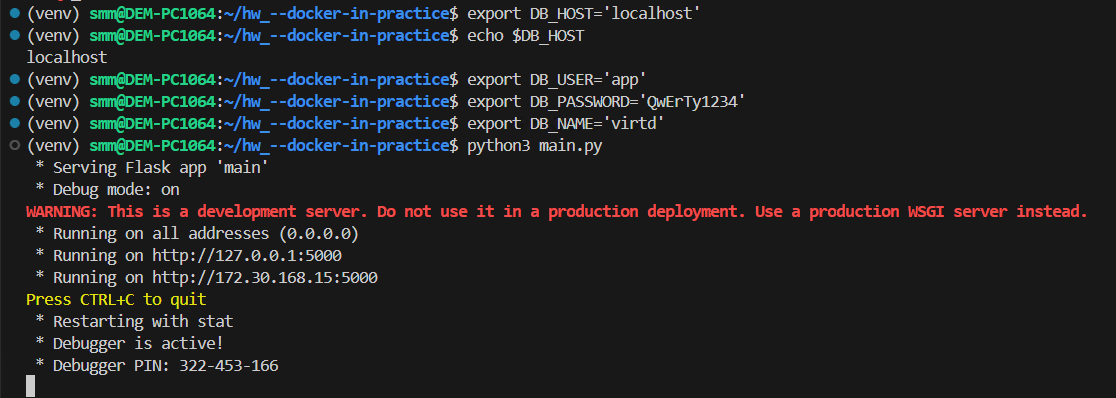 (venv) smm@DEM-PC1064:~/hw_--docker-in-practice$ export DB_HOST='localhost'
(venv) smm@DEM-PC1064:~/hw_--docker-in-practice$ echo $DB_HOST
localhost
(venv) smm@DEM-PC1064:~/hw_--docker-in-practice$ export DB_USER='app'
(venv) smm@DEM-PC1064:~/hw_--docker-in-practice$ export DB_PASSWORD='QwErTy1234'
(venv) smm@DEM-PC1064:~/hw_--docker-in-practice$ export DB_NAME='virtd'
(venv) smm@DEM-PC1064:~/hw_--docker-in-practice$ python3 main.py
 * Serving Flask app 'main'
 * Debug mode: on
WARNING: This is a development server. Do not use it in a production deployment. Use a production WSGI server instead.
 * Running on all addresses (0.0.0.0)
 * Running on http://127.0.0.1:5000
 * Running on http://172.30.168.15:5000
Press CTRL+C to quit
 * Restarting with stat
 * Debugger is active!
 * Debugger PIN: 322-453-166